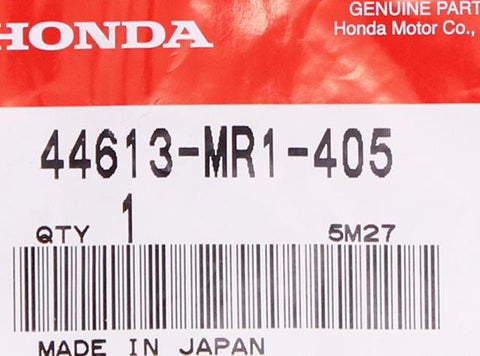 HONDA
GENUINE PART
Honda Motor Co.,
44613-MR1-405
QTY 1 5M27
MADE IN JAPAN